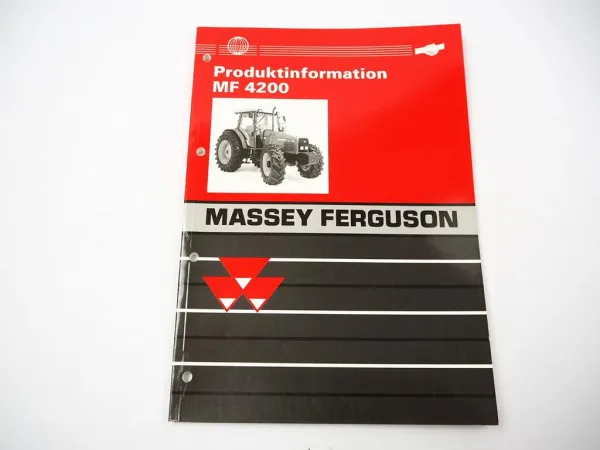 Produktinformation
MF 4200
MASSEY FERGUSON